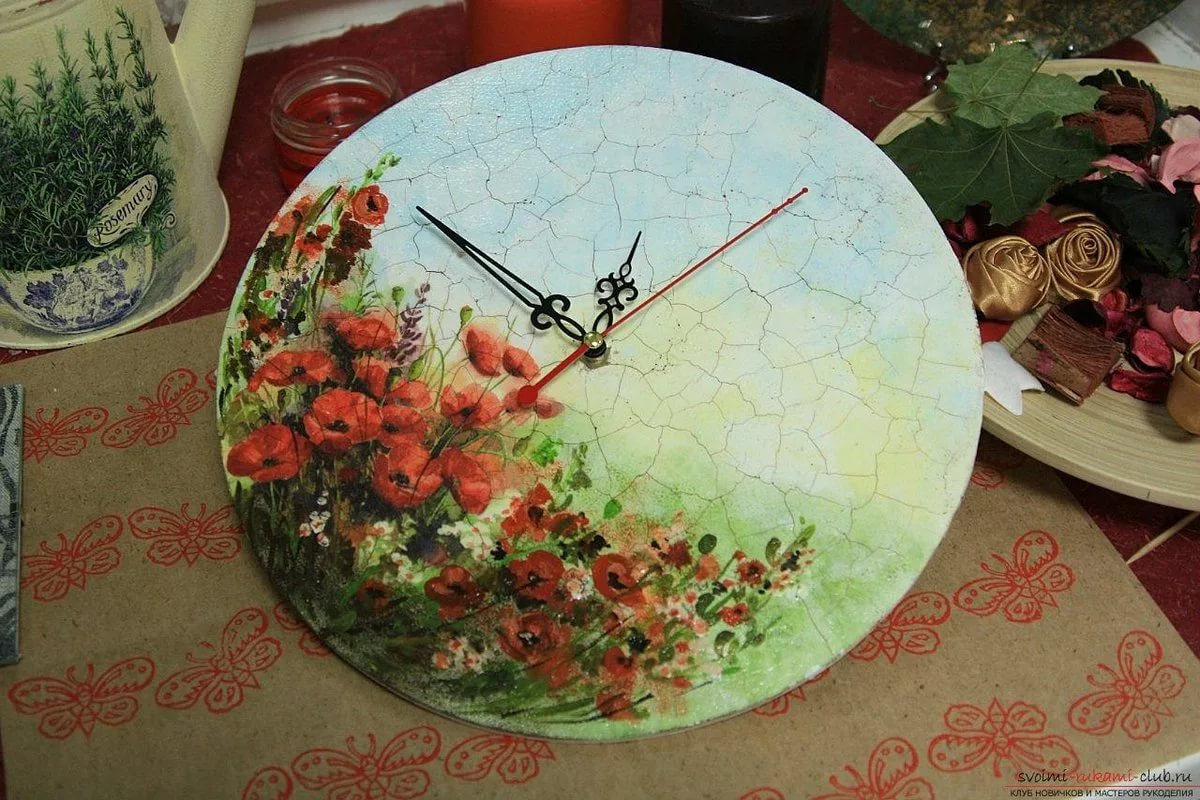 Rosemary
svoimi-rukami-club.ru
КЛУБ НОВИЧКОВ И МАСТЕРОВ РУКОДЕЛИЯ